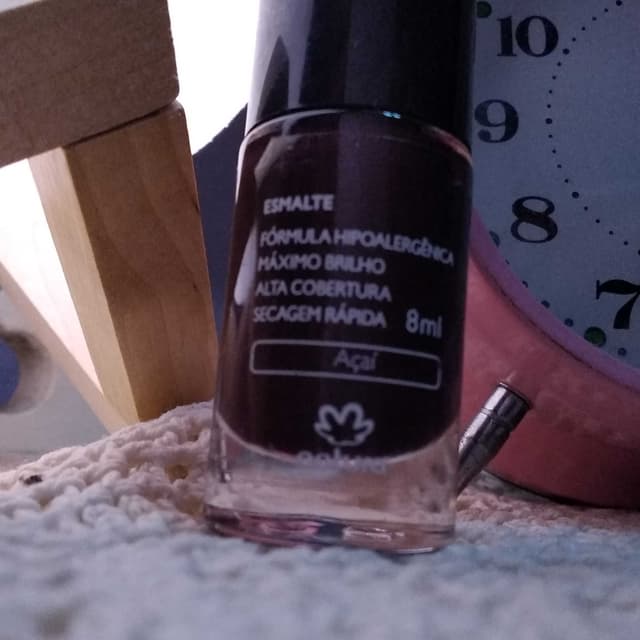 ESMALTE
FÓRMULA HIPOALERGÊNICA
MÁXIMO BRILHO
ALTA COBERTURA
SECAGEM RÁPIDA 8ml
Açaí
10
9
8
7